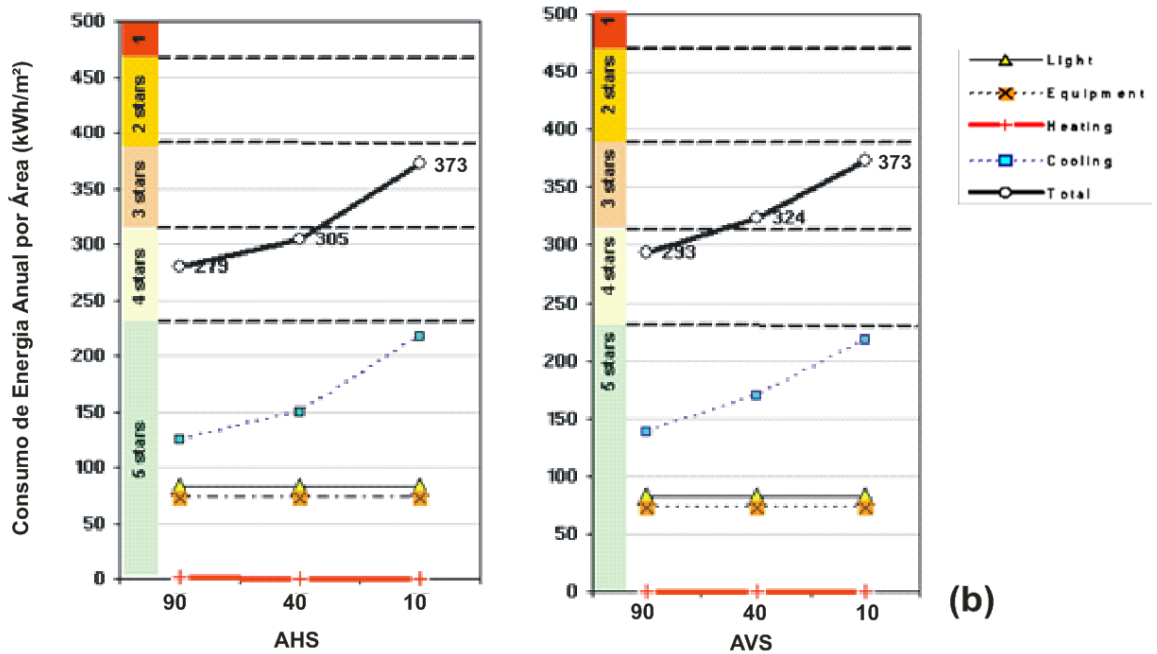 Consumo de Energia Anual por Área (kWh/m²)
500
450
400
350
300
250
200
150
100
50
0
1
2 stars
3 stars
4 stars
5 stars
373
305
279
90 40 10
AHS
500
450
400
350
300
250
200
150
100
50
0
1
2 stars
3 stars
4 stars
5 stars
373
324
293
90 40 10
AVS
Light
Equipment
Heating
Cooling
Total
(b)